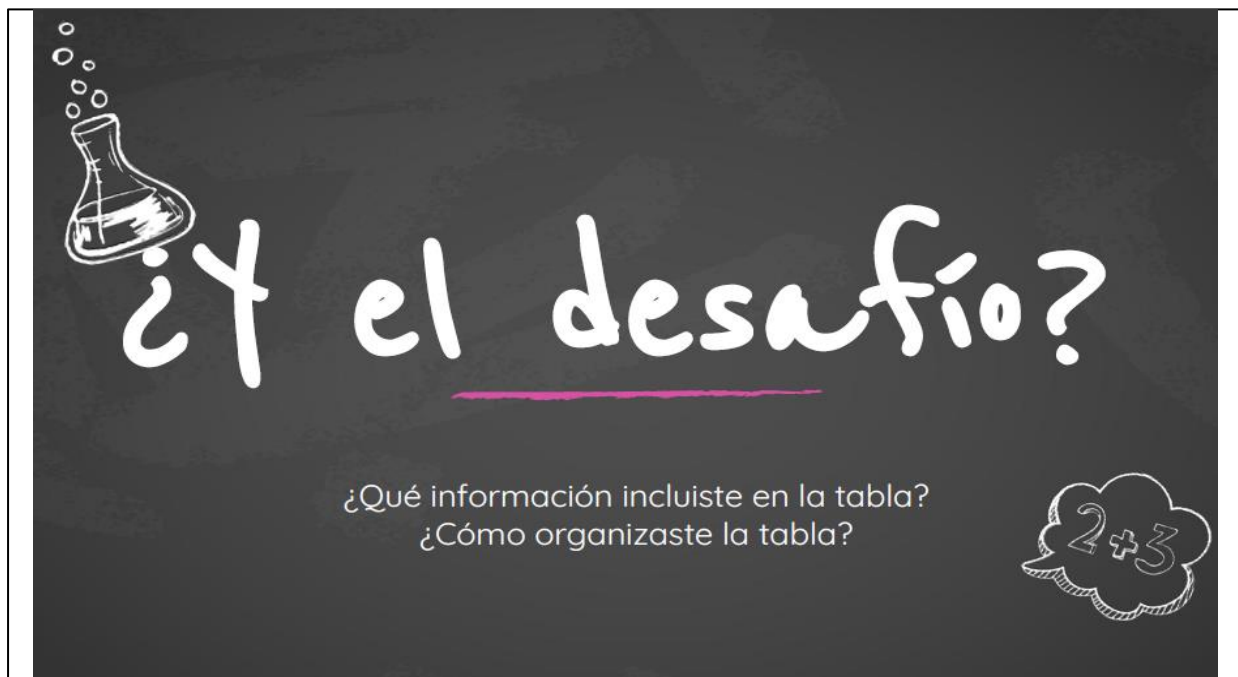 ¿Y el desafío?
¿Qué información incluiste en la tabla?
¿Cómo organizaste la tabla?
2+3